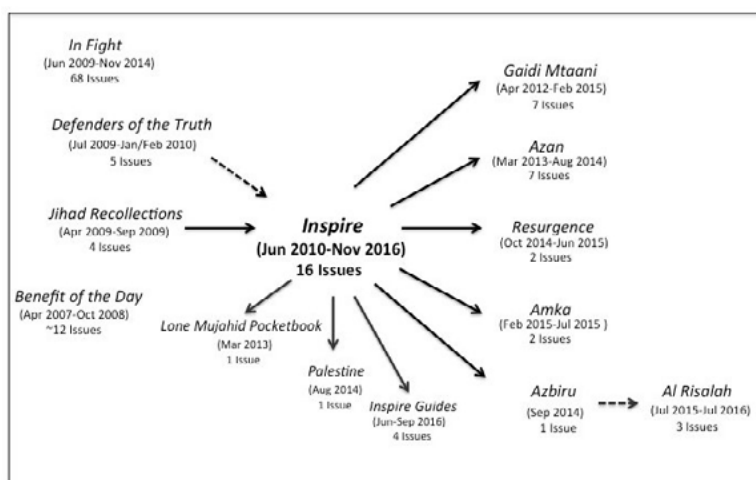 In Fight
(Jun 2009-Nov 2014)
68 Issues
Defenders of the Truth
(Jul 2009-Jan/Feb 2010)
5 Issues
Jihad Recollections
(Apr 2009-Sep 2009)
4 Issues
Benefit of the Day
(Apr 2007-Oct 2008)
~12 Issues
Inspire
(Jun 2010-Nov 2016)
16 Issues
Lone Mujahid Pocketbook
(Mar 2013)
1 Issue
Palestine
(Aug 2014)
1 Issue
Inspire Guides
(Jun-Sep 2016)
4 Issues
Gaidi Mtaani
(Apr 2012-Feb 2015)
7 Issues
Azan
(Mar 2013-Aug 2014)
7 Issues
Resurgence
(Oct 2014-Jun 2015)
2 Issues
Amka
(Feb 2015-Jul 2015 )
2 Issues
Azbiru
(Sep 2014)
1 Issue
Al Risalah
(Jul 2015-Jul 2016)
3 Issues